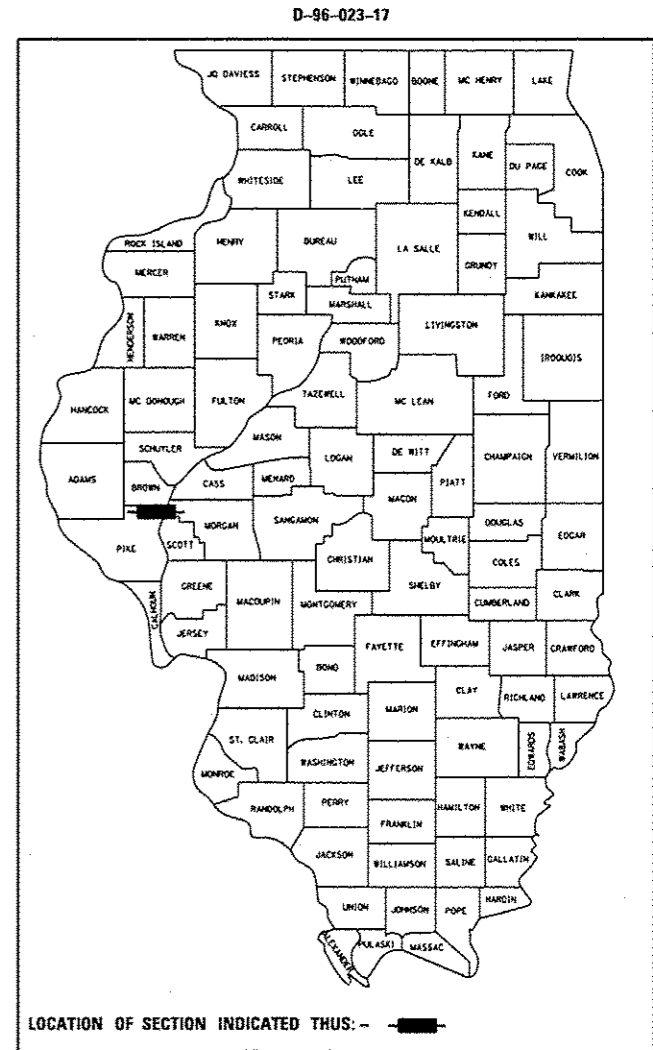 D-96-023-17
JO DAVIESS STEPHENSON WINNEBAGO BOONE MC HENRY LAKE
CARROLL OGLE
DE KALB KANE DU PAGE COOK
WHITESIDE LEE
KENDALL WILL
ROCK ISLAND HENRY BUREAU LA SALLE GRUNDY
MERCER PUTNAM
STARK MARSHALL KANKAKEE
HENDERSON WARREN KNOX PEORIA WOODFORD LIVINGSTON IROQUOIS
HANCOCK MC DONOUGH FULTON TAZEWELL MC LEAN FORD
SCHUYLER MASON LOGAN DE WITT CHAMPAIGN VERMILION
ADAMS BROWN CASS MENARD MACON PIATT
PIKE SCOTT MORGAN SANGAMON MOULTRIE DOUGLAS EDGAR
CHRISTIAN COLES
CALHOUN GREENE MACOUPIN MONTGOMERY SHELBY CUMBERLAND CLARK
JERSEY FAYETTE EFFINGHAM JASPER CRAWFORD
MADISON BOND CLAY RICHLAND LAWRENCE
CLINTON MARION
ST. CLAIR WAYNE EDWARDS WABASH
MONROE WASHINGTON JEFFERSON
RANDOLPH PERRY HAMILTON WHITE
FRANKLIN
JACKSON WILLIAMSON SALINE GALLATIN
UNION JOHNSON POPE HARDIN
ALEXANDER PULASKI MASSAC
LOCATION OF SECTION INDICATED THUS: -